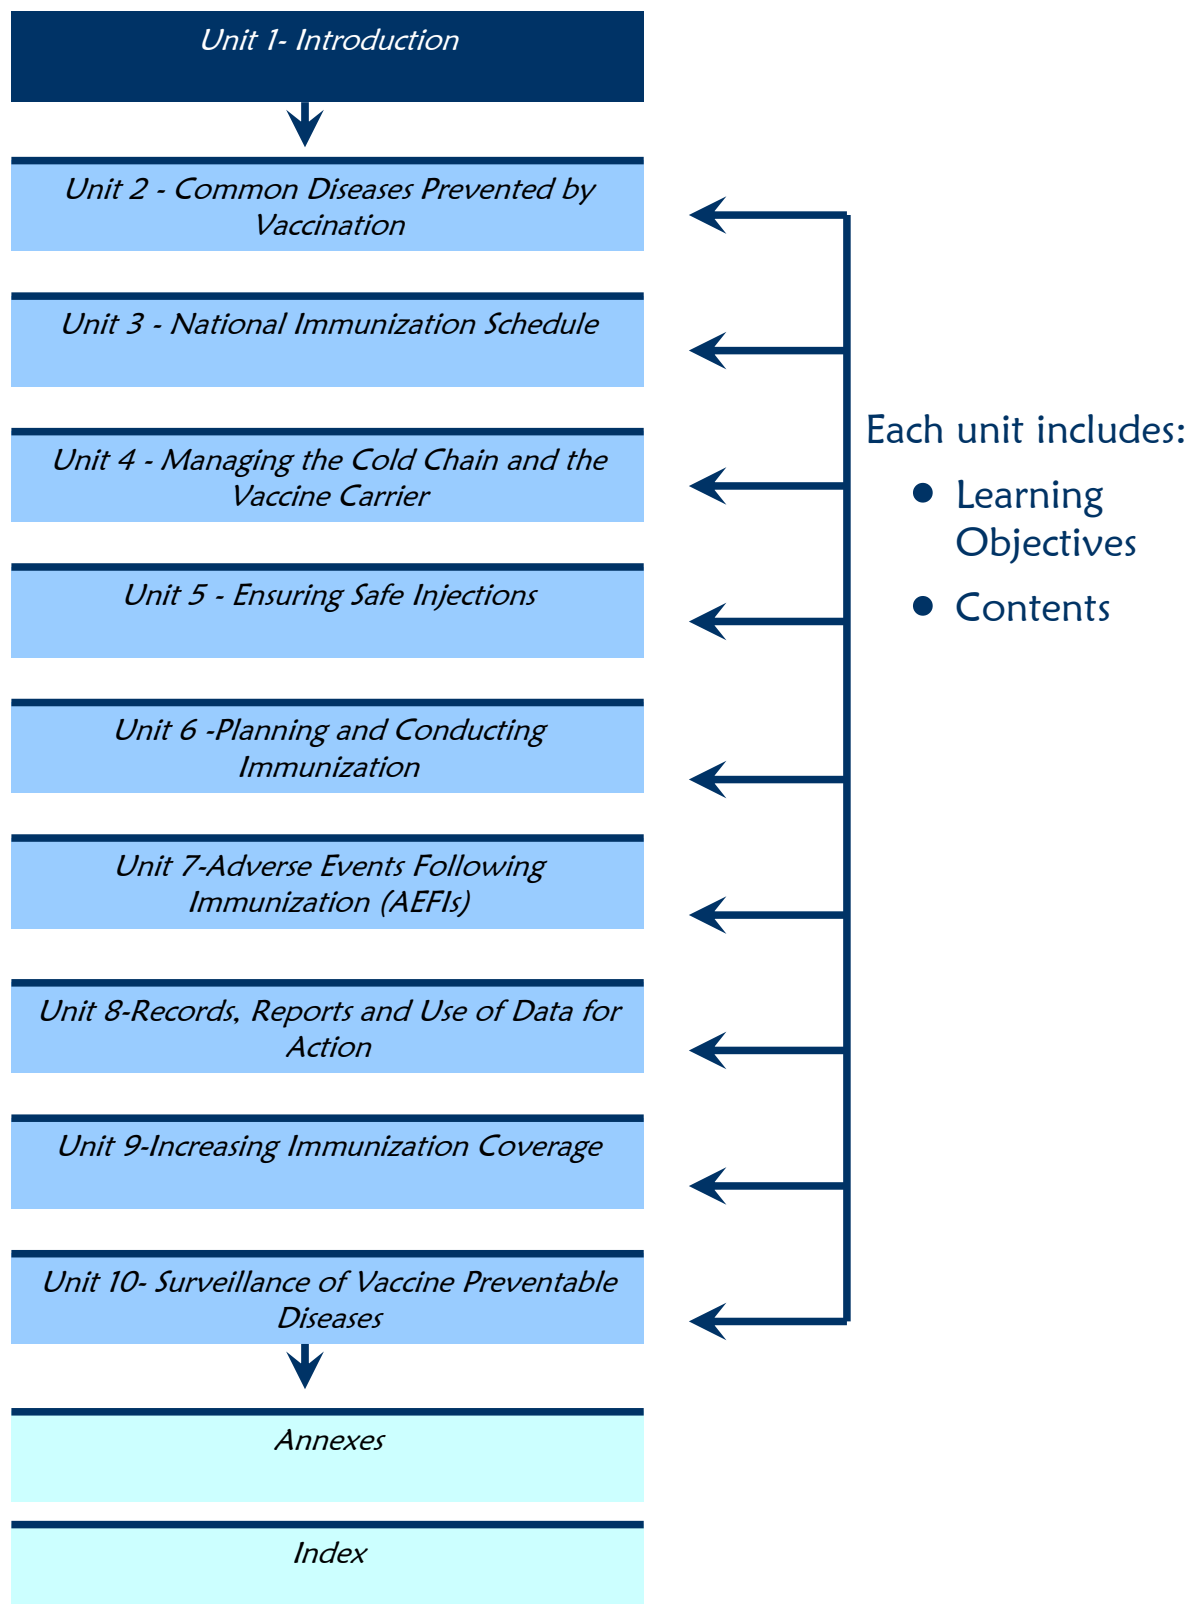 Unit 1- Introduction
Unit 2 - Common Diseases Prevented by
Vaccination
Unit 3 - National Immunization Schedule
Unit 4 - Managing the Cold Chain and the
Vaccine Carrier
Unit 5 - Ensuring Safe Injections
Unit 6 -Planning and Conducting
Immunization
Unit 7-Adverse Events Following
Immunization (AEFIs)
Unit 8-Records, Reports and Use of Data for
Action
Unit 9-Increasing Immunization Coverage
Unit 10- Surveillance of Vaccine Preventable
Diseases
Annexes
Index
Each unit includes:
● Learning
Objectives
● Contents